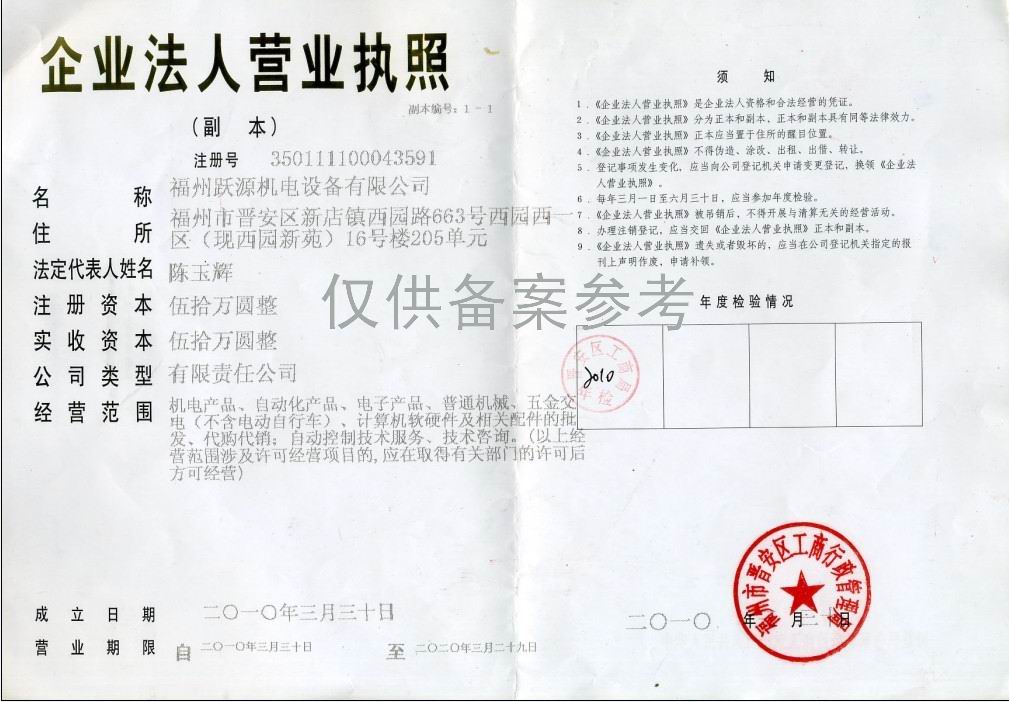 企业法人营业执照
副本编号：1－1
（副 本）
注册号 350111100043591
名称 福州跃源机电设备有限公司
住所 福州市晋安区新店镇西园路663号西园西一
区（现西园新苑）16号楼205单元
法定代表人姓名 陈玉辉
注册资本 伍拾万圆整
实收资本 伍拾万圆整
公司类型 有限责任公司
经营范围 机电产品、自动化产品、电子产品、普通机械、五金交
电（不含电动自行车）、计算机软硬件及相关配件的批
发、代购代销；自动控制技术服务、技术咨询。（以上经
营范围涉及许可经营项目的,应在取得有关部门的许可后
方可经营）
成立日期 二〇一〇年三月三十日
营业期限 自 二〇一〇年三月三十日 至 二〇二〇年三月二十九日
须 知
1．《企业法人营业执照》是企业法人资格和合法经营的凭证。
2．《企业法人营业执照》分为正本和副本，正本和副本具有同等法律效力。
3．《企业法人营业执照》正本应当置于住所的醒目位置。
4．《企业法人营业执照》不得伪造、涂改、出租、出借、转让。
5．登记事项发生变化，应当向公司登记机关申请变更登记，换领《企业法
人营业执照》。
6．每年三月一日至六月三十日，应当参加年度检验。
7．《企业法人营业执照》被吊销后，不得开展与清算无关的经营活动。
8．办理注销登记，应当交回《企业法人营业执照》正本和副本。
9．《企业法人营业执照》遗失或者毁坏的，应当在公司登记机关指定的报
刊上声明作废，申请补领。
仅供备案参考
年度检验情况
晋安区工商局
2010
年检
福州市晋安区工商行政管理局
二〇一〇 年 月 日